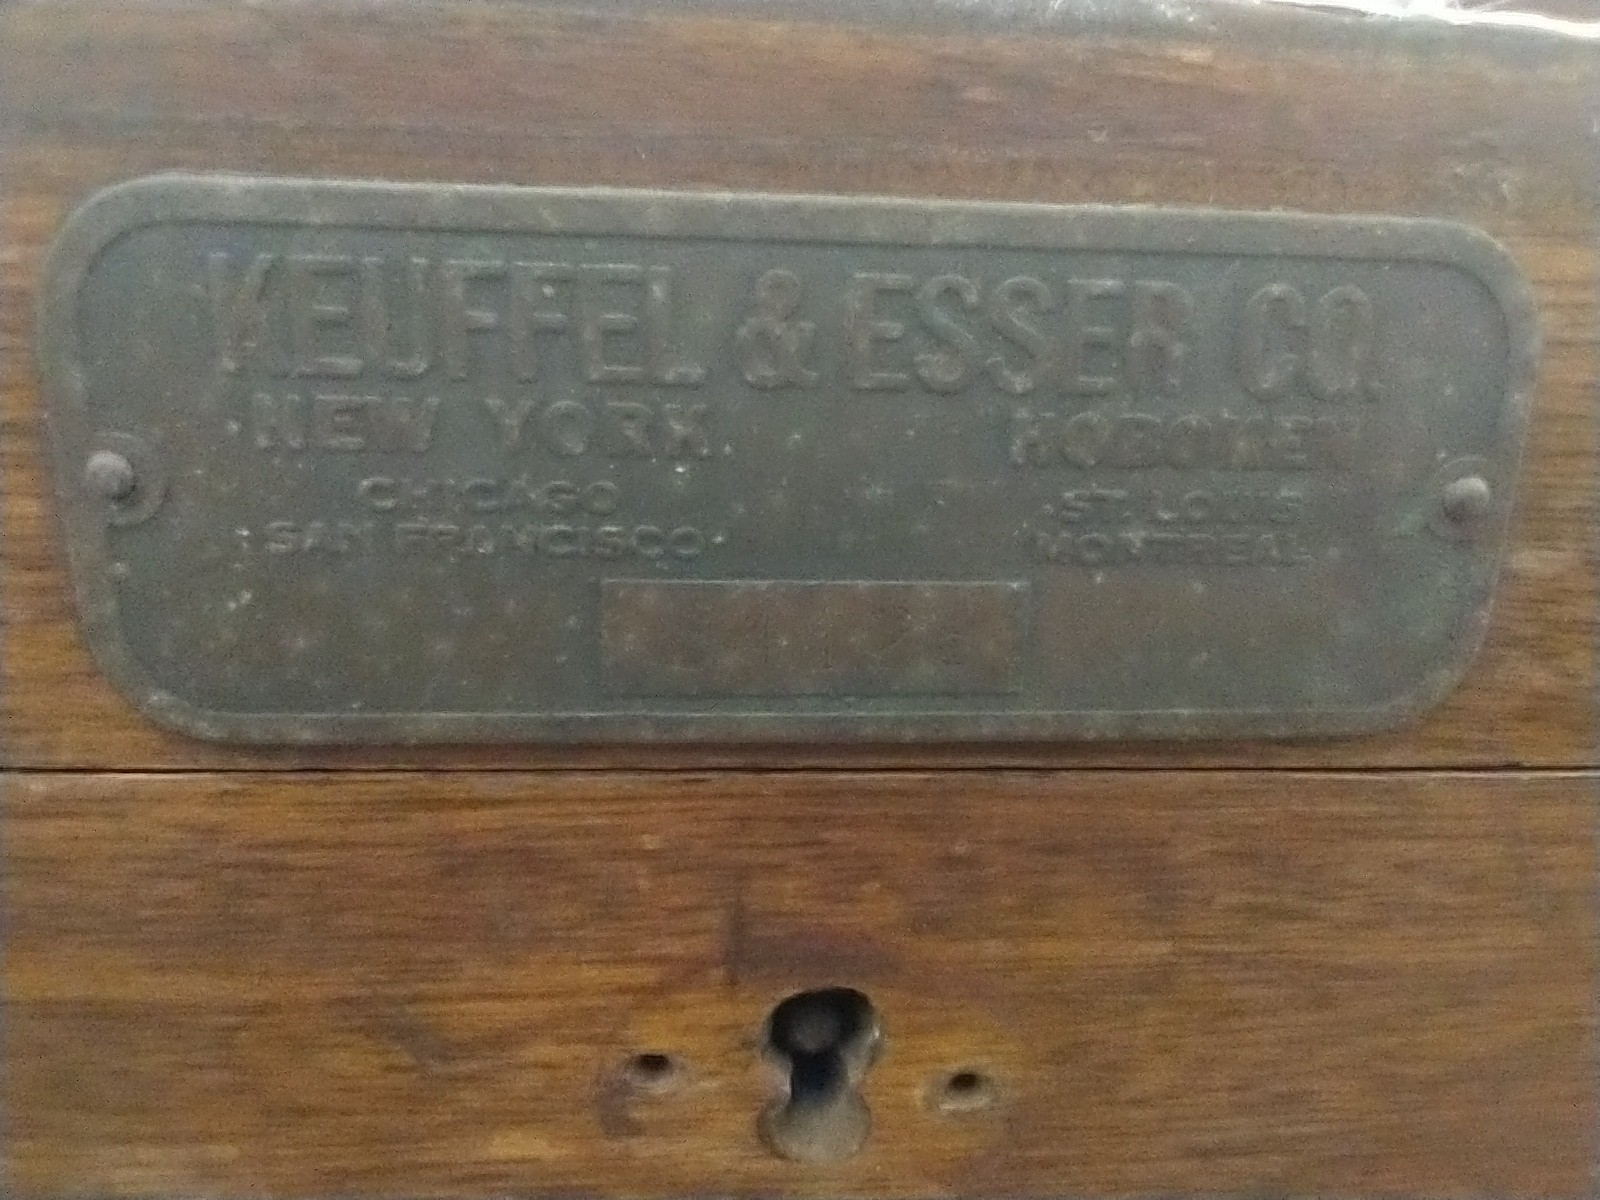 KEUFFEL & ESSER CO.
NEW YORK. HOBOKEN
CHICAGO ST. LOUIS
SAN FRANCISCO MONTREAL